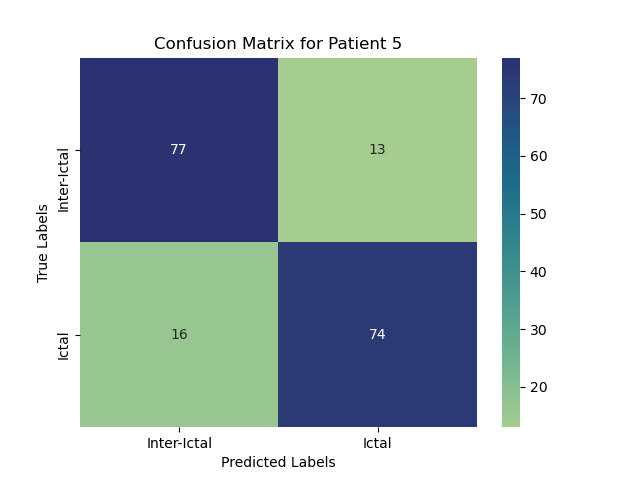 Confusion Matrix for Patient 5
True Labels
Inter-Ictal
77
13
Ictal
16
74
Inter-Ictal
Ictal
Predicted Labels
70
60
50
40
30
20